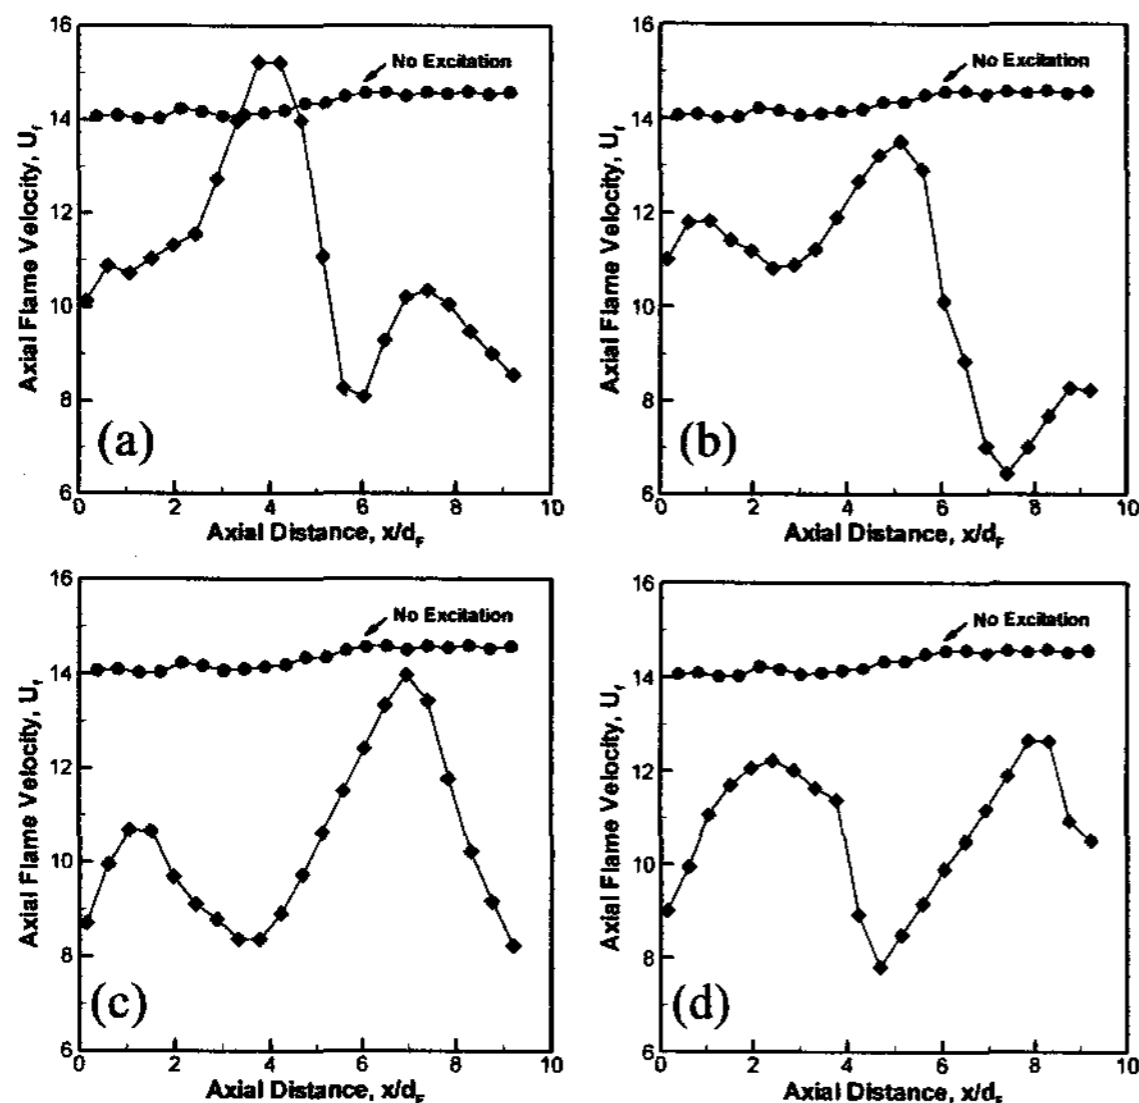 16
14
12
10
8
6
Axial Flame Velocity, U_f
No Excitation
(a)
0 2 4 6 8 10
Axial Distance, x/d_F
16
14
12
10
8
6
Axial Flame Velocity, U_f
No Excitation
(b)
0 2 4 6 8 10
Axial Distance, x/d_F
16
14
12
10
8
6
Axial Flame Velocity, U_f
No Excitation
(c)
0 2 4 6 8 10
Axial Distance, x/d_F
16
14
12
10
8
6
Axial Flame Velocity, U_f
No Excitation
(d)
0 2 4 6 8 10
Axial Distance, x/d_F